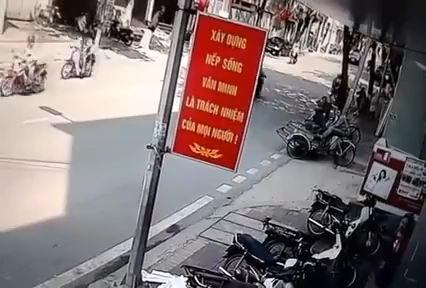 XÂY DỰNG
NẾP SỐNG
VĂN MINH
LÀ TRÁCH NHIỆM
CỦA MỌI NGƯỜI !